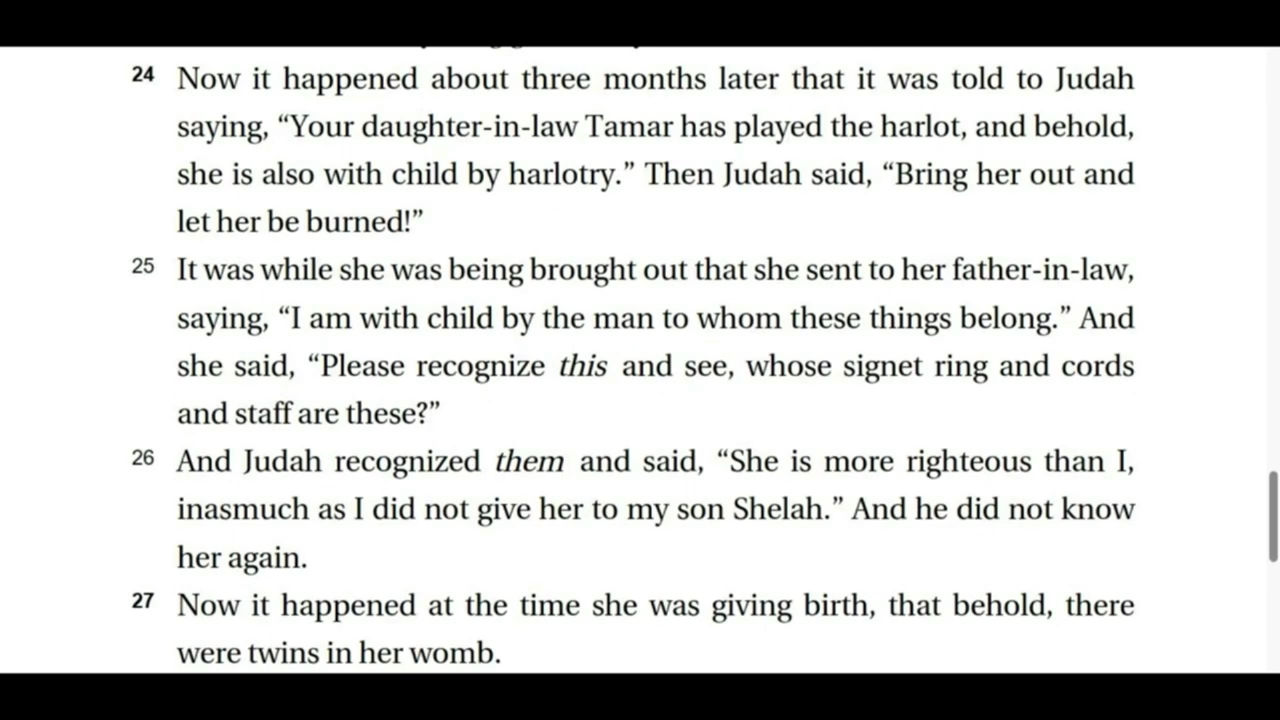 24 Now it happened about three months later that it was told to Judah
saying, “Your daughter-in-law Tamar has played the harlot, and behold,
she is also with child by harlotry.” Then Judah said, “Bring her out and
let her be burned!”
25 It was while she was being brought out that she sent to her father-in-law,
saying, “I am with child by the man to whom these things belong.” And
she said, “Please recognize this and see, whose signet ring and cords
and staff are these?”
26 And Judah recognized them and said, “She is more righteous than I,
inasmuch as I did not give her to my son Shelah.” And he did not know
her again.
27 Now it happened at the time she was giving birth, that behold, there
were twins in her womb.